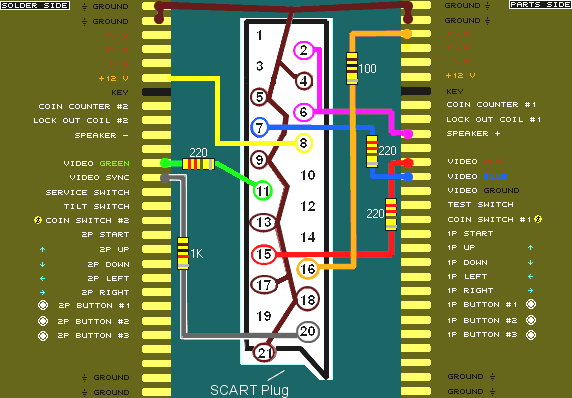 SOLDER SIDE
PARTS SIDE
GROUND
GROUND
+12 V
KEY
COIN COUNTER #2
LOCK OUT COIL #2
SPEAKER -
VIDEO GREEN
VIDEO SYNC
SERVICE SWITCH
TILT SWITCH
COIN SWITCH #2
2P START
2P UP
2P DOWN
2P LEFT
2P RIGHT
2P BUTTON #1
2P BUTTON #2
2P BUTTON #3
GROUND
GROUND
220
1K
1
2
3
4
5
6
7
8
9
10
11
12
13
14
15
16
17
18
19
20
21
SCART Plug
100
220
220
GROUND
GROUND
+12 V
KEY
COIN COUNTER #1
LOCK OUT COIL #1
SPEAKER +
VIDEO RED
VIDEO BLUE
VIDEO GROUND
TEST SWITCH
COIN SWITCH #1
1P START
1P UP
1P DOWN
1P LEFT
1P RIGHT
1P BUTTON #1
1P BUTTON #2
1P BUTTON #3
GROUND
GROUND